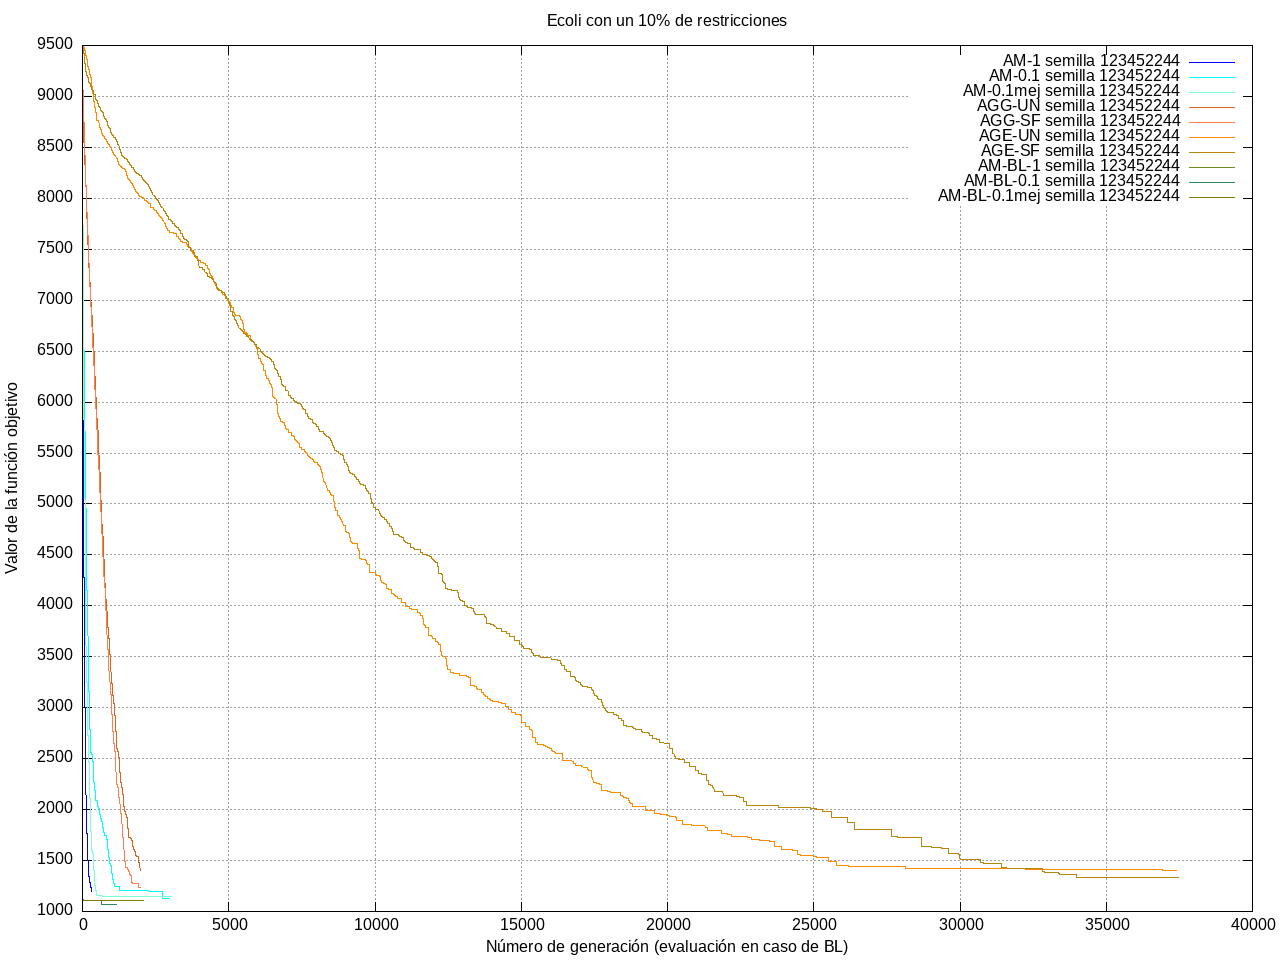 Ecoli con un 10% de restricciones
AM-1 semilla 123452244
AM-0.1 semilla 123452244
AM-0.1mej semilla 123452244
AGG-UN semilla 123452244
AGG-SF semilla 123452244
AGE-UN semilla 123452244
AGE-SF semilla 123452244
AM-BL-1 semilla 123452244
AM-BL-0.1 semilla 123452244
AM-BL-0.1mej semilla 123452244
Valor de la función objetivo
9500
9000
8500
8000
7500
7000
6500
6000
5500
5000
4500
4000
3500
3000
2500
2000
1500
1000
0 5000 10000 15000 20000 25000 30000 35000 40000
Número de generación (evaluación en caso de BL)